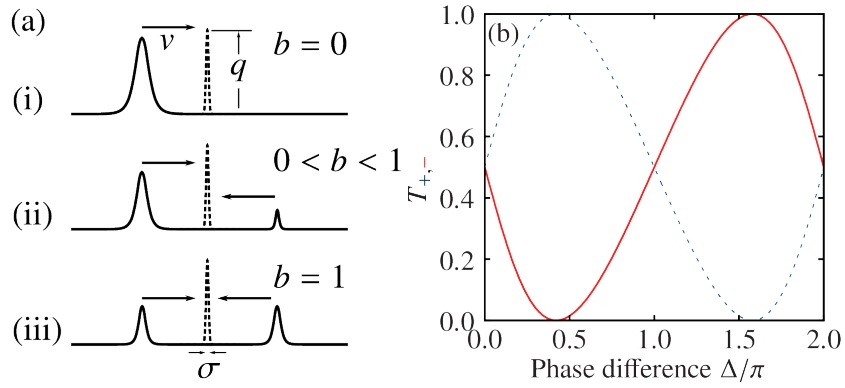 (a)
v
q
b = 0
(i)
0 < b < 1
(ii)
b = 1
(iii)
σ
(b)
1.0
0.8
0.6
0.4
0.2
0.0
T+,−
0.0 0.5 1.0 1.5 2.0
Phase difference Δ/π